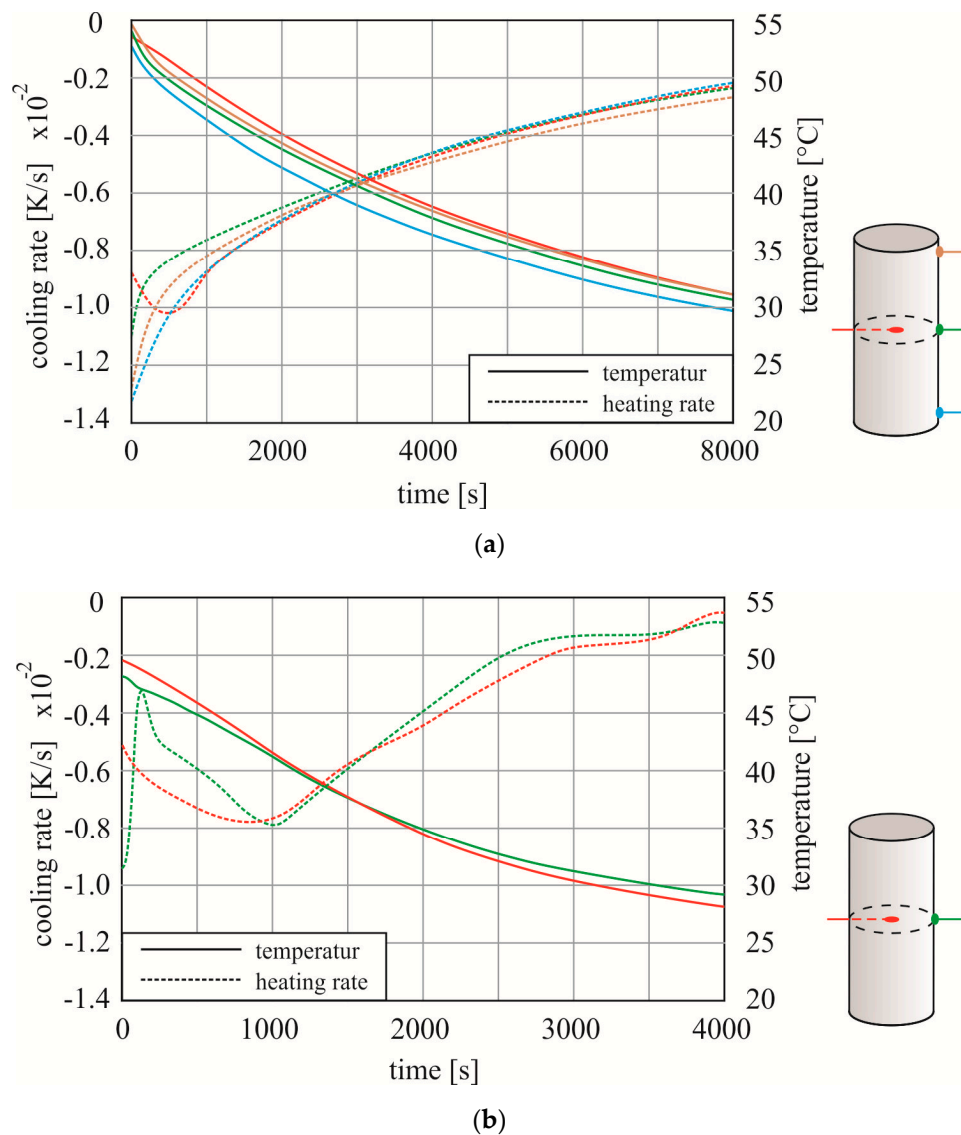 0
-0.2
-0.4
-0.6
-0.8
-1.0
-1.2
-1.4
cooling rate [K/s] x10-2
55
50
45
40
35
30
25
20
temperature [°C]
temperatur
heating rate
0 2000 4000 6000 8000
time [s]
(a)
0
-0.2
-0.4
-0.6
-0.8
-1.0
-1.2
-1.4
cooling rate [K/s] x10-2
55
50
45
40
35
30
25
20
temperature [°C]
temperatur
heating rate
0 1000 2000 3000 4000
time [s]
(b)